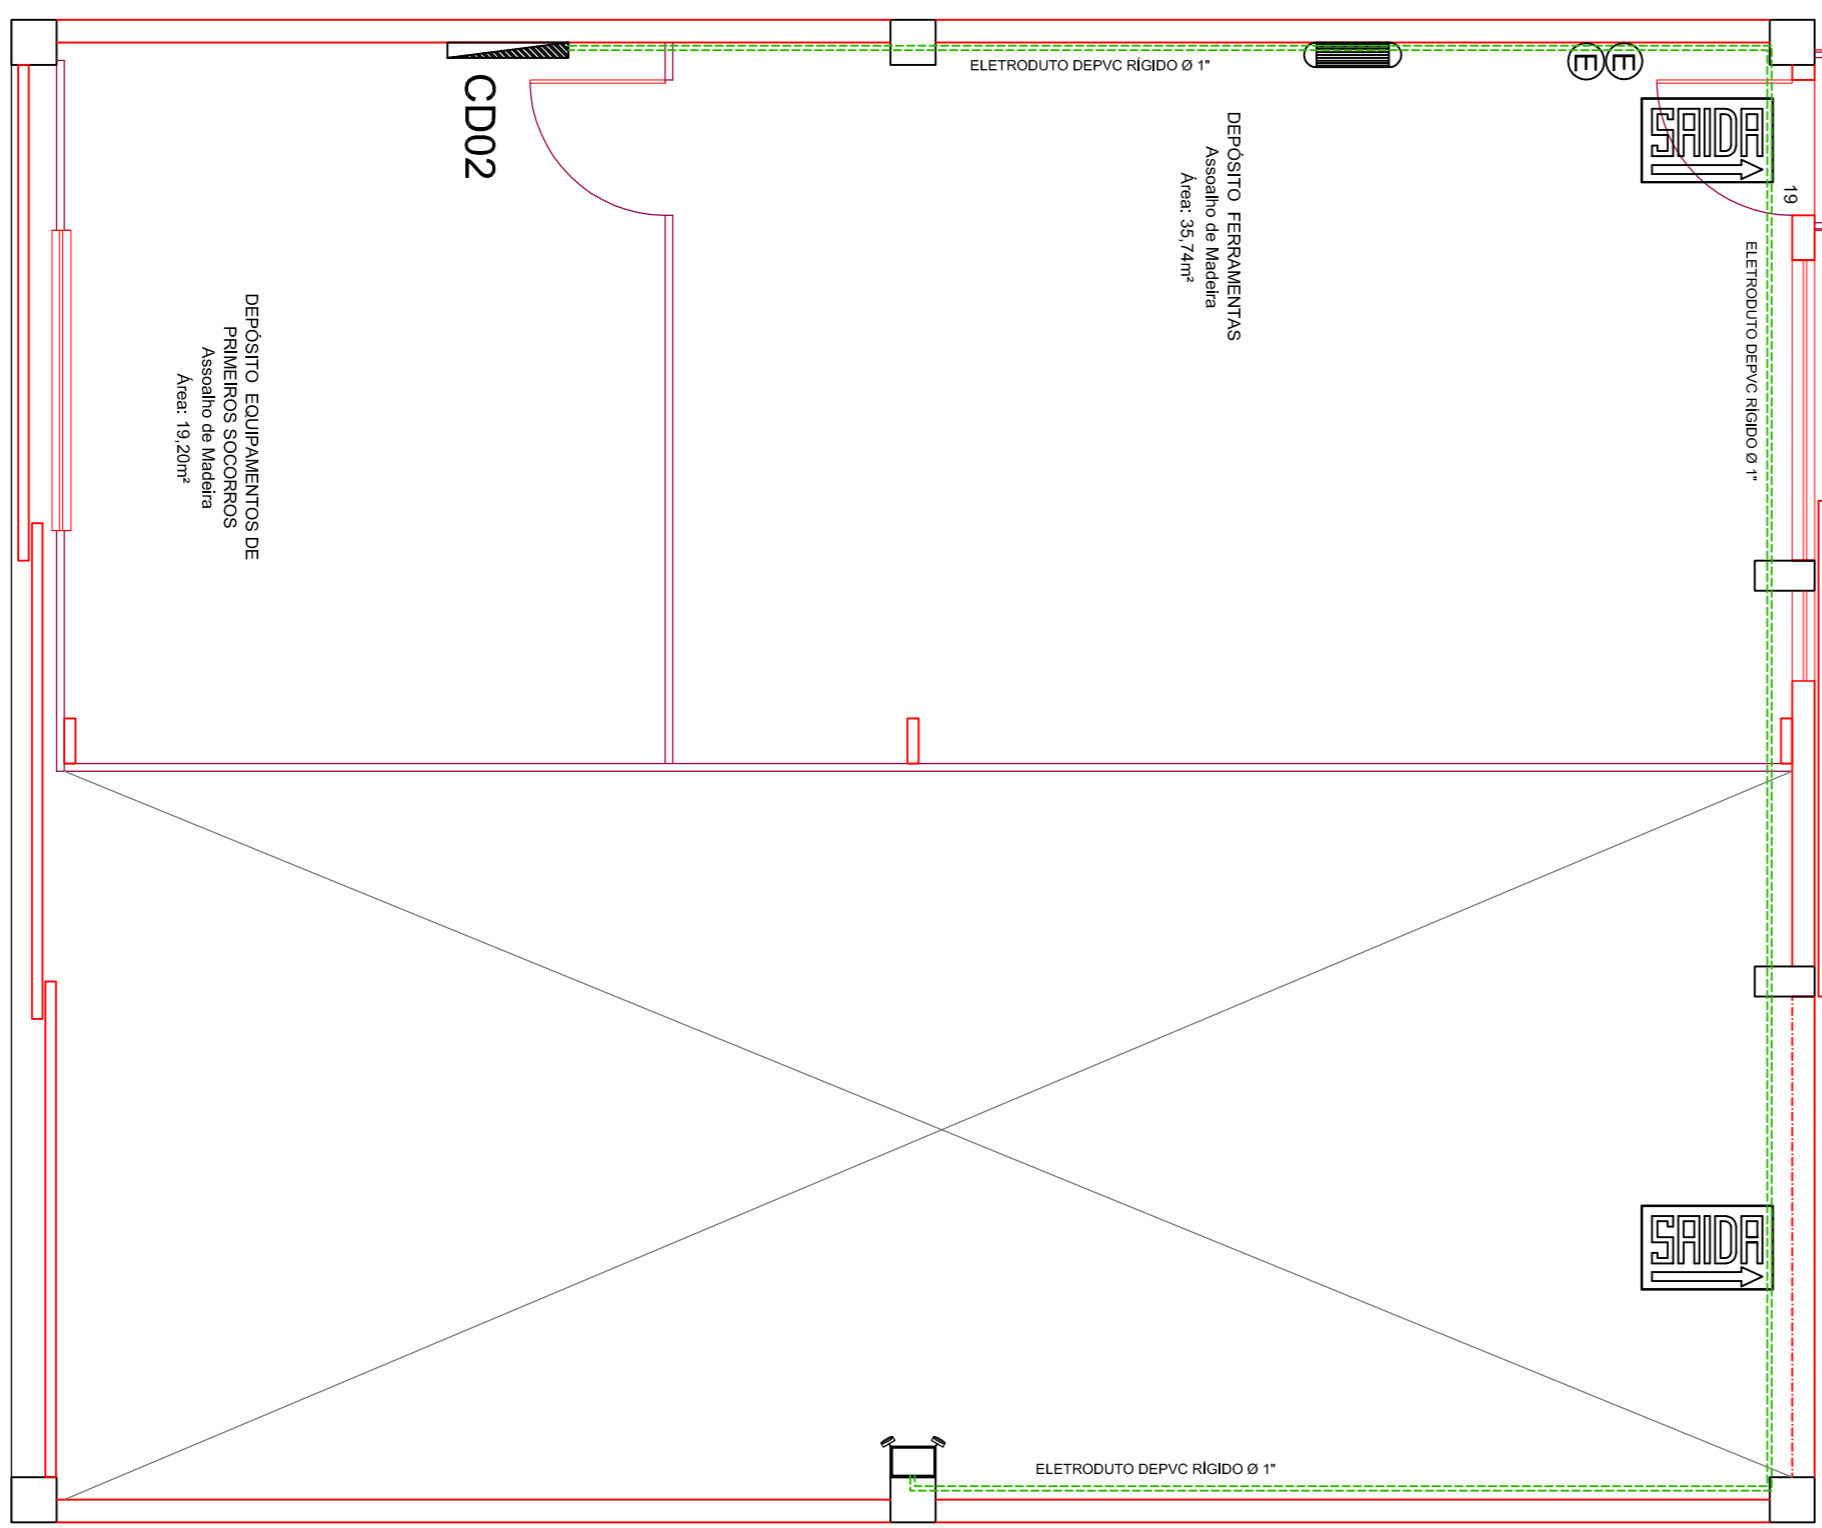 ELETRODUTO DEPVC RÍGIDO Ø 1"
E
E
CD02
SAIDA
19
DEPÓSITO FERRAMENTAS
Assoalho de Madeira
Área: 35,74m²
ELETRODUTO DEPVC RÍGIDO Ø 1"
DEPÓSITO EQUIPAMENTOS DE
PRIMEIROS SOCORROS
Assoalho de Madeira
Área: 19,20m²
SAIDA
ELETRODUTO DEPVC RÍGIDO Ø 1"